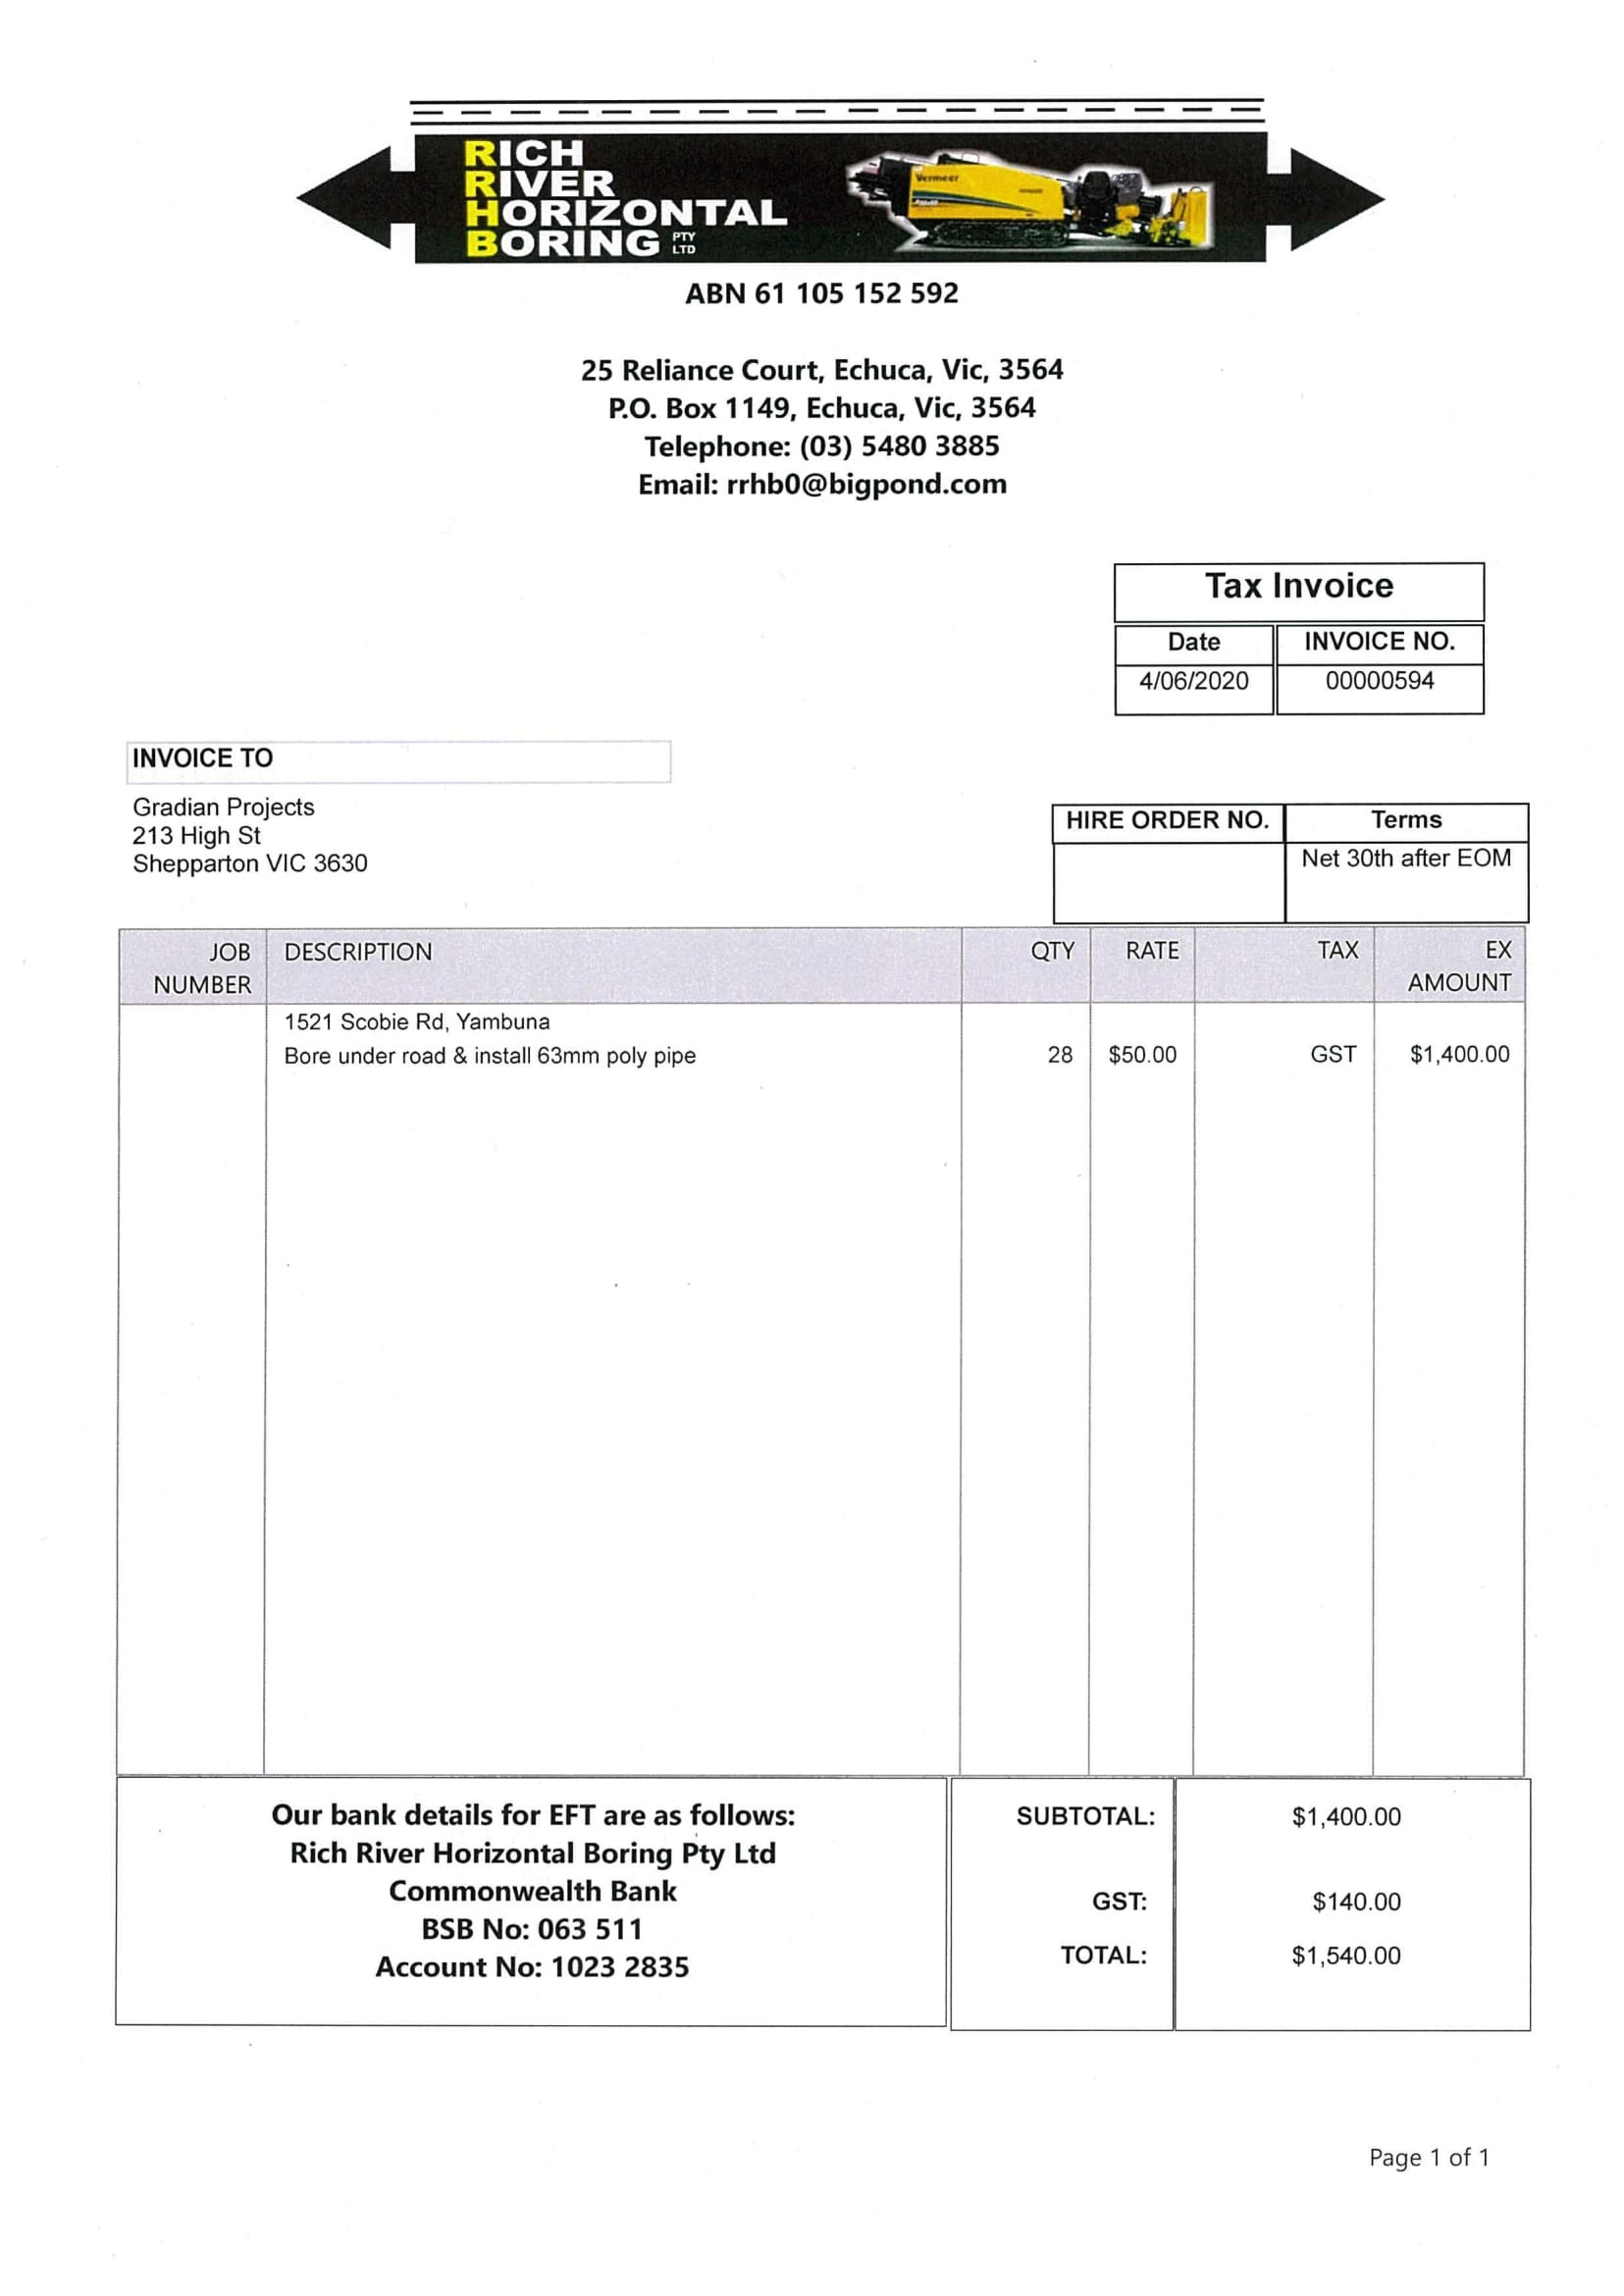 RICH
RIVER
HORIZONTAL
BORING PTY LTD
Vermeer
ABN 61 105 152 592
25 Reliance Court, Echuca, Vic, 3564
P.O. Box 1149, Echuca, Vic, 3564
Telephone: (03) 5480 3885
Email: rrhb0@bigpond.com
Tax Invoice
Date INVOICE NO.
4/06/2020 00000594
INVOICE TO
Gradian Projects
213 High St
Shepparton VIC 3630
HIRE ORDER NO. Terms
Net 30th after EOM
JOB NUMBER DESCRIPTION QTY RATE TAX EX AMOUNT
1521 Scobie Rd, Yambuna
Bore under road & install 63mm poly pipe 28 $50.00 GST $1,400.00
Our bank details for EFT are as follows:
Rich River Horizontal Boring Pty Ltd
Commonwealth Bank
BSB No: 063 511
Account No: 1023 2835
SUBTOTAL: $1,400.00
GST: $140.00
TOTAL: $1,540.00
Page 1 of 1